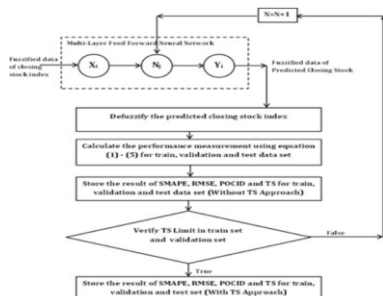 N=N+1
Multi-Layer Feed Forward Neural Network
Fuzzified data
of closing
stock index
X₁
Nⱼ
Y₁
Fuzzified data of
Predicted Closing Stock
Defuzzify the predicted closing stock index
Calculate the performance measurement using equation
(1) - (5) for train, validation and test data set
Store the result of SMAPE, RMSE, POCID and TS for train,
validation and test data set (Without TS Approach)
Verify TS Limit in train set
and validation set
False
True
Store the result of SMAPE, RMSE, POCID and TS for train,
validation and test set (With TS Approach)